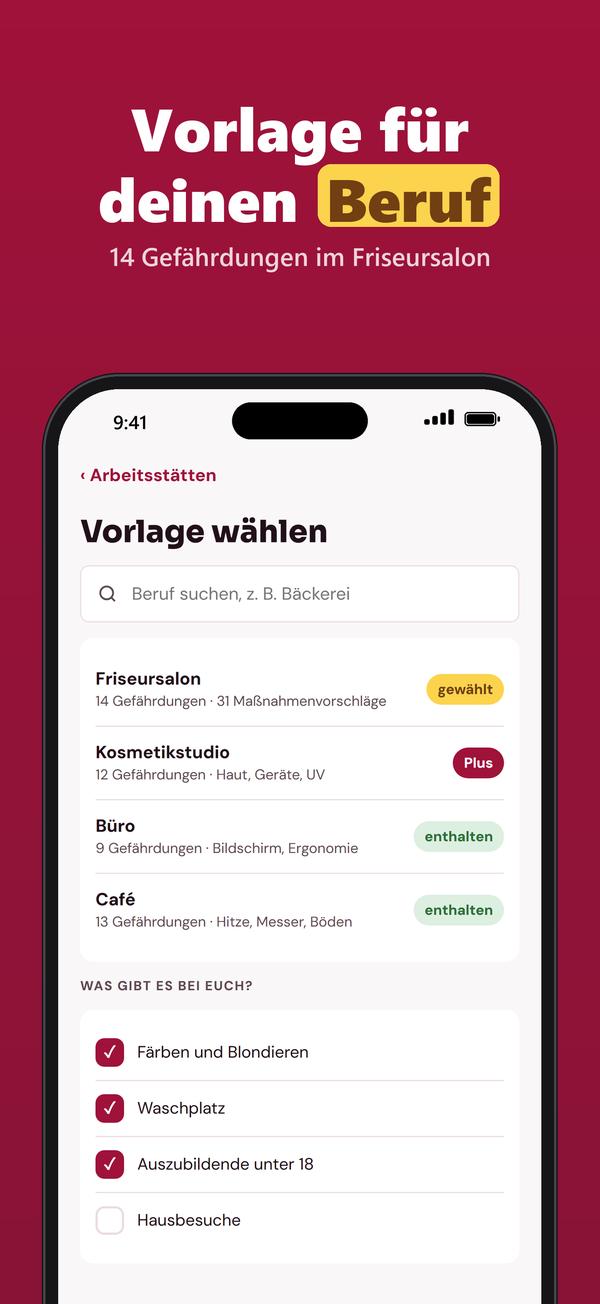 Vorlage für
deinen Beruf
14 Gefährdungen im Friseursalon
9:41
‹ Arbeitsstätten
Vorlage wählen
Beruf suchen, z. B. Bäckerei
Friseursalon
14 Gefährdungen · 31 Maßnahmenvorschläge
gewählt
Kosmetikstudio
12 Gefährdungen · Haut, Geräte, UV
Plus
Büro
9 Gefährdungen · Bildschirm, Ergonomie
enthalten
Café
13 Gefährdungen · Hitze, Messer, Böden
enthalten
WAS GIBT ES BEI EUCH?
Färben und Blondieren
Waschplatz
Auszubildende unter 18
Hausbesuche